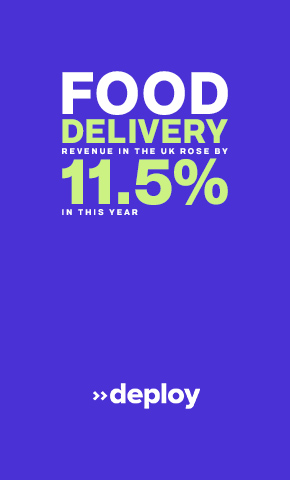 FOOD
DELIVERY
REVENUE IN THE UK ROSE BY
11.5%
IN THIS YEAR
››deploy